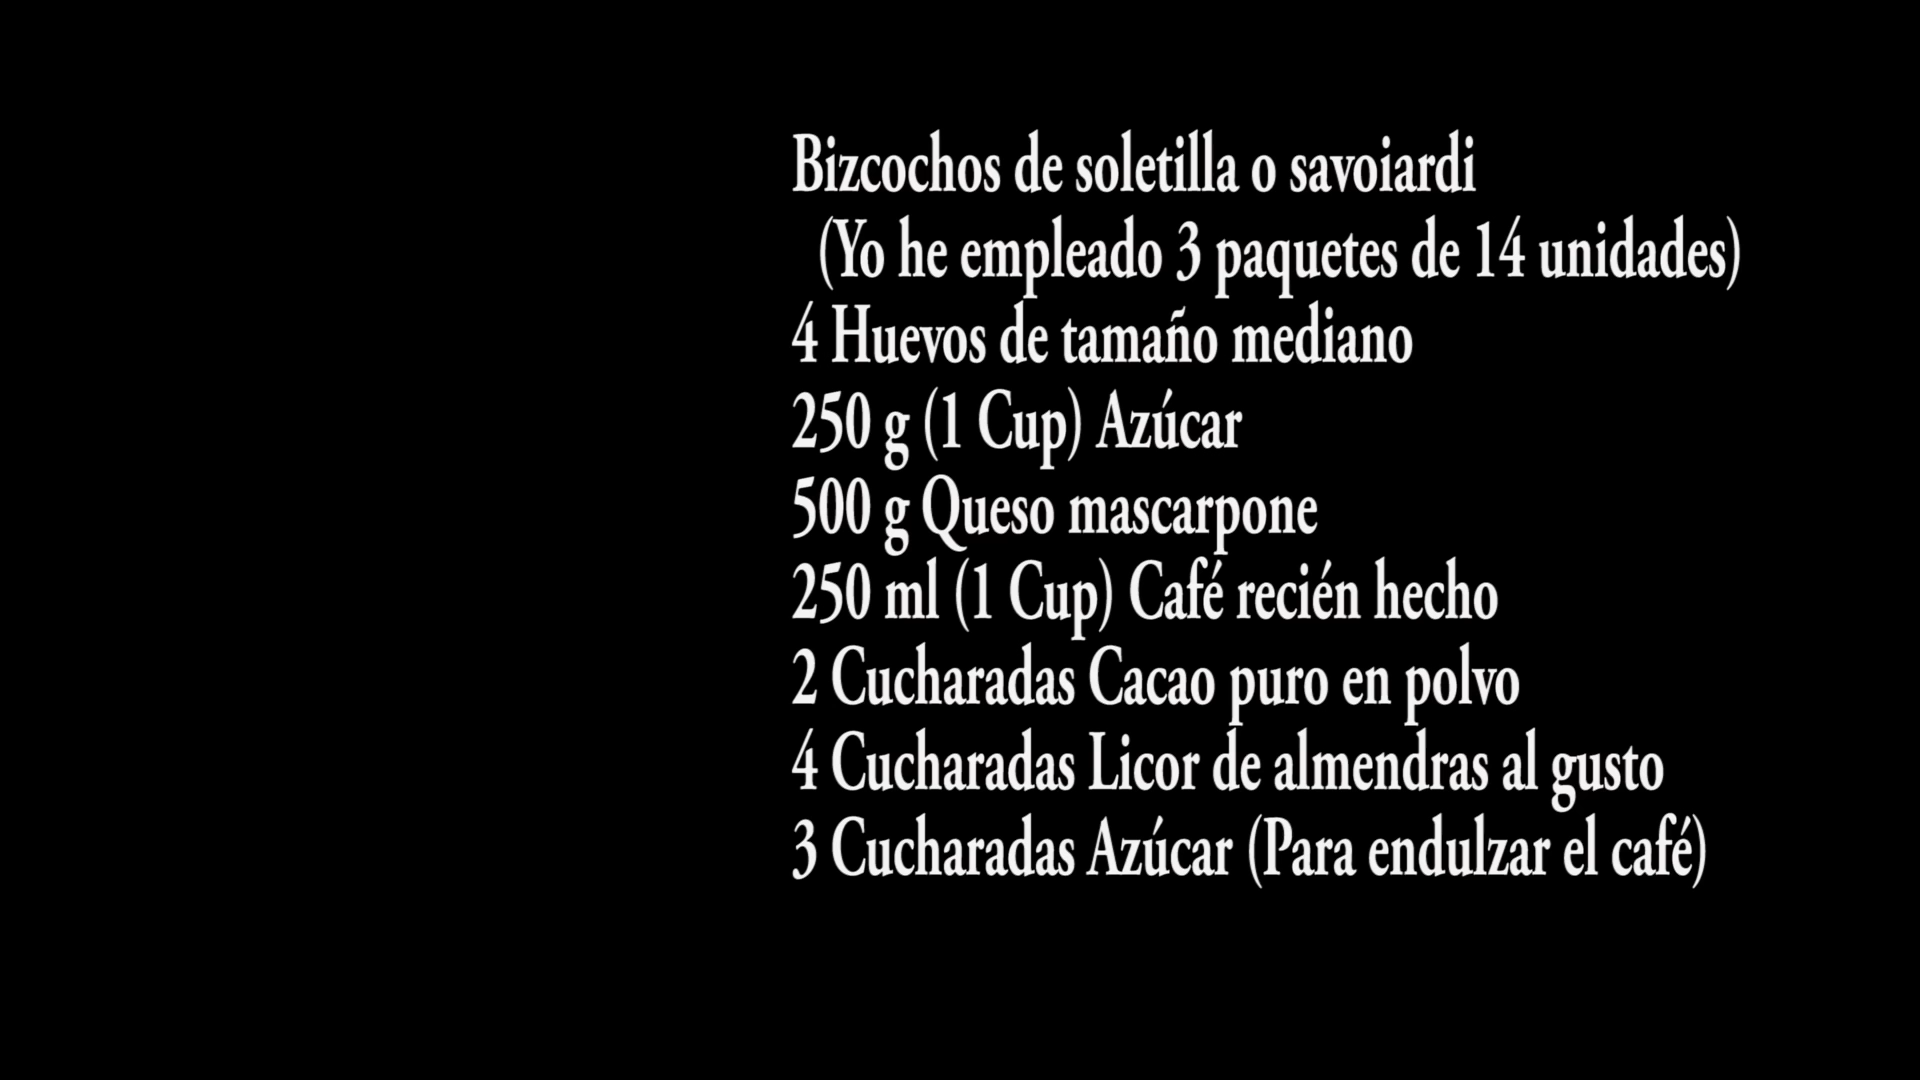 Bizcochos de soletilla o savoiardi
(Yo he empleado 3 paquetes de 14 unidades)
4 Huevos de tamaño mediano
250 g (1 Cup) Azúcar
500 g Queso mascarpone
250 ml (1 Cup) Café recién hecho
2 Cucharadas Cacao puro en polvo
4 Cucharadas Licor de almendras al gusto
3 Cucharadas Azúcar (Para endulzar el café)